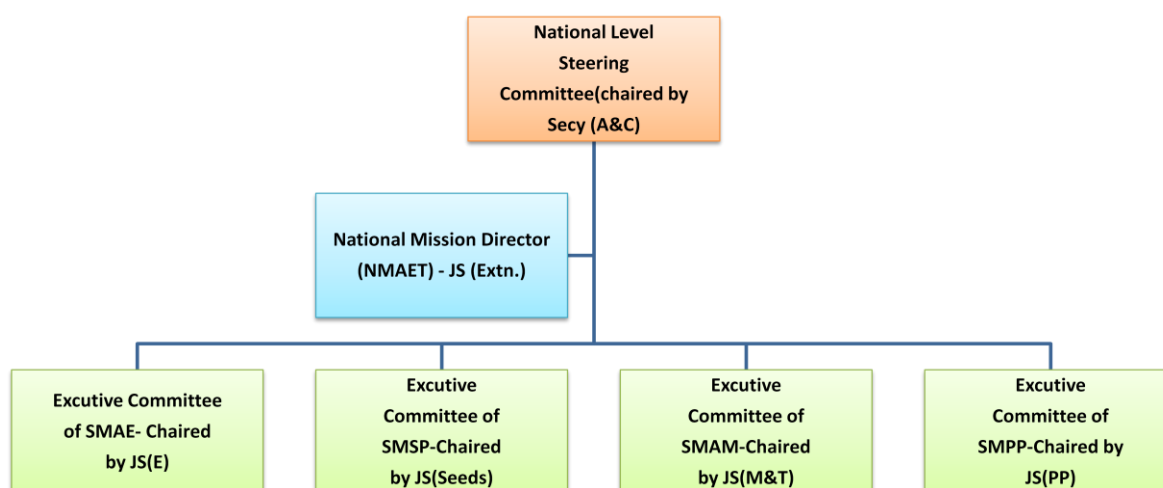 National Level
Steering
Committee(chaired by
Secy (A&C)
National Mission Director
(NMAET) - JS (Extn.)
Excutive Committee
of SMAE- Chaired
by JS(E)
Excutive
Committee of
SMSP-Chaired
by JS(Seeds)
Excutive
Committee of
SMAM-Chaired
by JS(M&T)
Excutive
Committee of
SMPP-Chaired by
JS(PP)